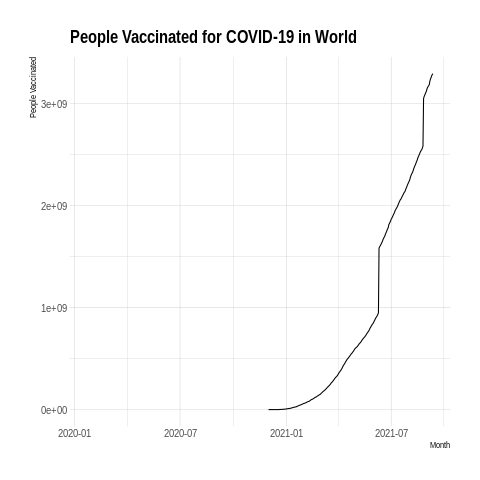 People Vaccinated for COVID-19 in World
People Vaccinated
3e+09
2e+09
1e+09
0e+00
2020-01 2020-07 2021-01 2021-07
Month